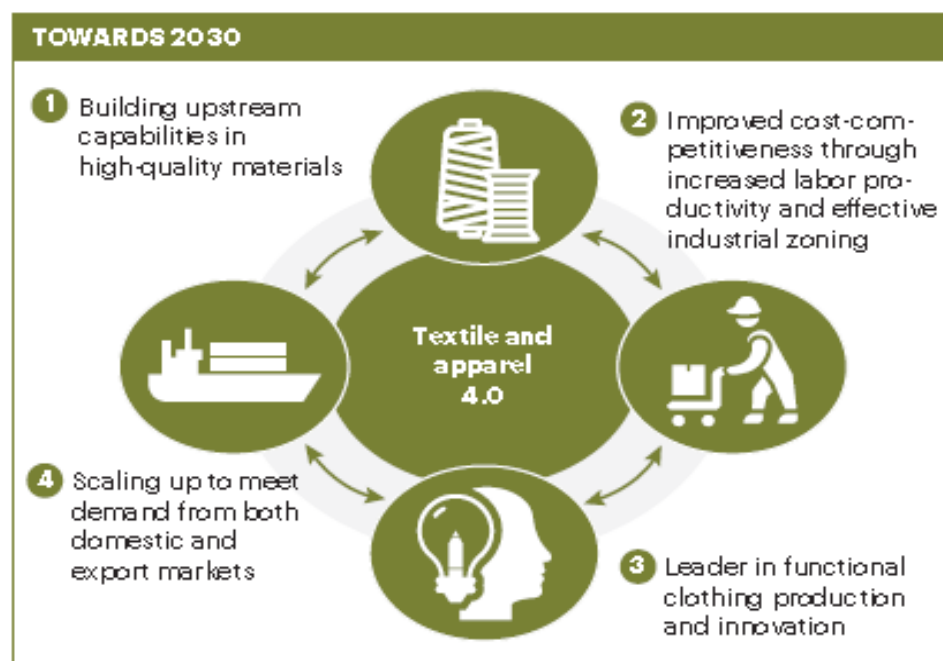 TOWARDS 2030
1 Building upstream
capabilities in
high-quality materials
2 Improved cost-com-
petitiveness through
increased labor pro-
ductivity and effective
industrial zoning
Textile and
apparel
4.0
4 Scaling up to meet
demand from both
domestic and
export markets
3 Leader in functional
clothing production
and innovation